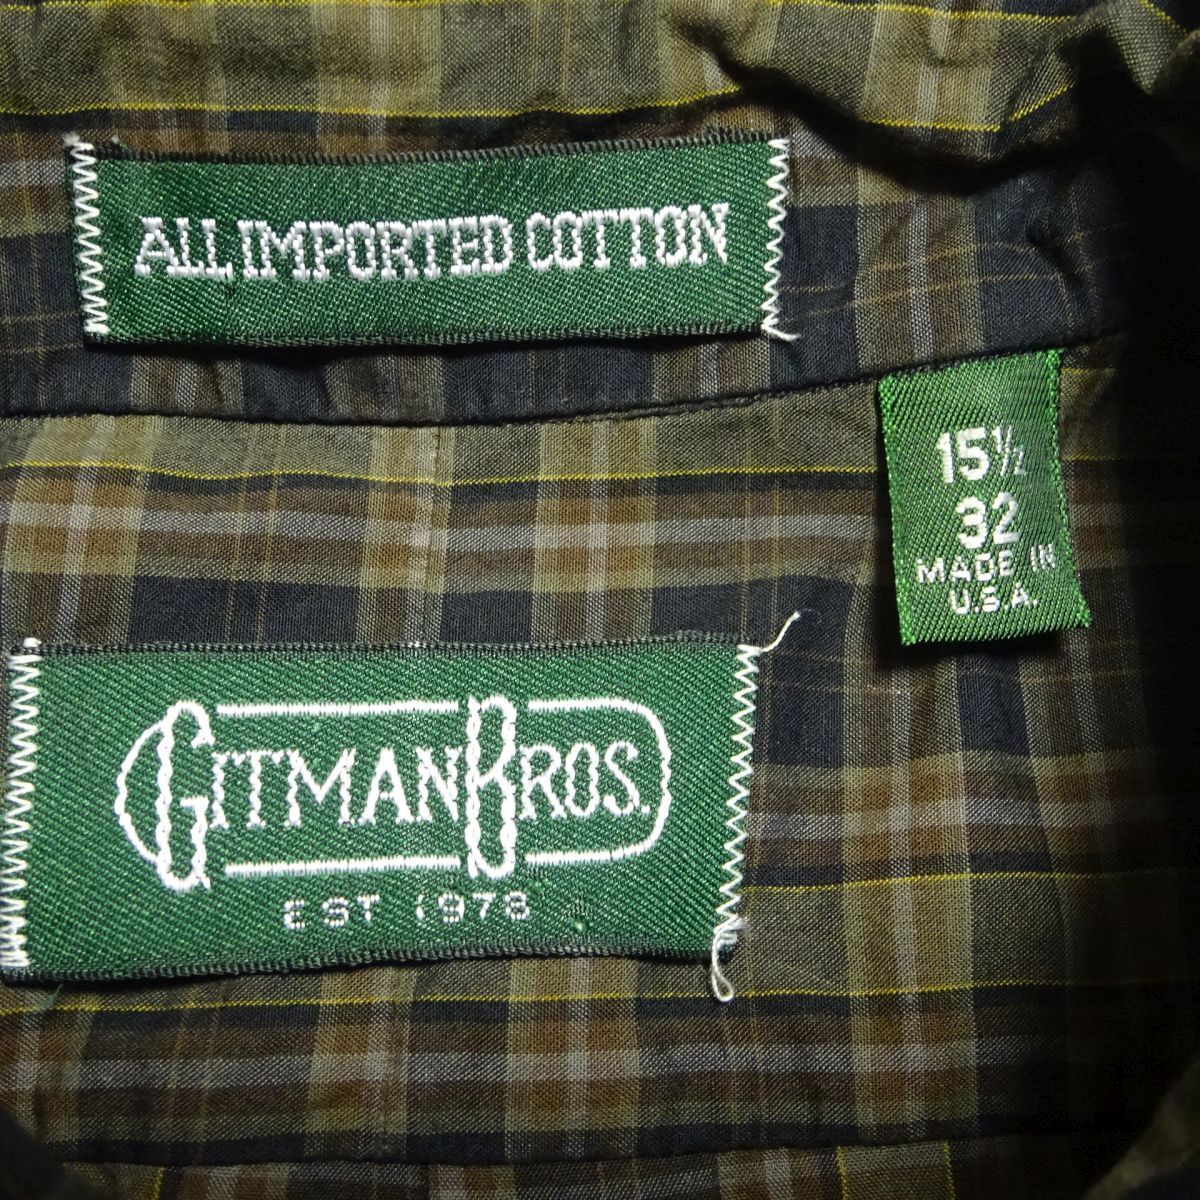 ALL IMPORTED COTTON
15½
32
MADE IN
U.S.A.
GITMAN BROS.
EST 1978